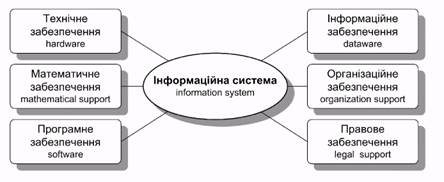 Технічне
забезпечення
hardware
Математичне
забезпечення
mathematical support
Програмне
забезпечення
software
Інформаційна система
information system
Інформаційне
забезпечення
dataware
Організаційне
забезпечення
organization support
Правове
забезпечення
legal support